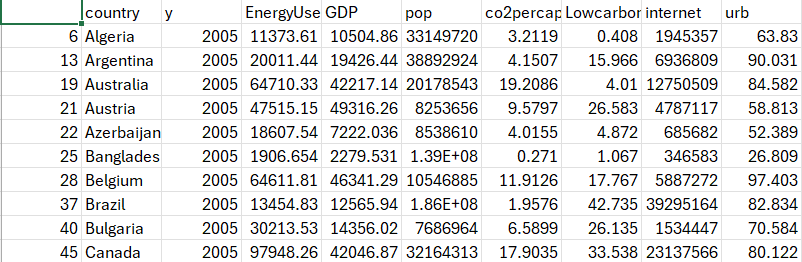 country y EnergyUse GDP pop co2percap Lowcarbon internet urb
6 Algeria 2005 11373.61 10504.86 33149720 3.2119 0.408 1945357 63.83
13 Argentina 2005 20011.44 19426.44 38892924 4.1507 15.966 6936809 90.031
19 Australia 2005 64710.33 42217.14 20178543 19.2086 4.01 12750509 84.582
21 Austria 2005 47515.15 49316.26 8253656 9.5797 26.583 4787117 58.813
22 Azerbaijan 2005 18607.54 7222.036 8538610 4.0155 4.872 685682 52.389
25 Banglades 2005 1906.654 2279.531 1.39E+08 0.271 1.067 346583 26.809
28 Belgium 2005 64611.81 46341.29 10546885 11.9126 17.767 5887272 97.403
37 Brazil 2005 13454.83 12565.94 1.86E+08 1.9576 42.735 39295164 82.834
40 Bulgaria 2005 30213.53 14356.02 7686964 6.5899 26.135 1534447 70.584
45 Canada 2005 97948.26 42046.87 32164313 17.9035 33.538 23137566 80.122